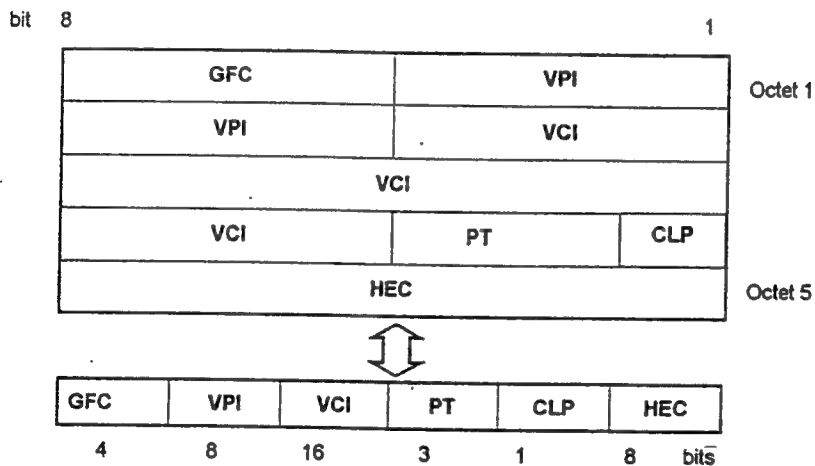 bit 8 1
GFC VPI Octet 1
VPI VCI
VCI
VCI PT CLP
HEC Octet 5
GFC VPI VCI PT CLP HEC
4 8 16 3 1 8 bits